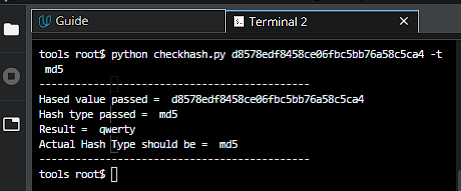 Guide
Terminal 2
tools root$ python checkhash.py d8578edf8458ce06fbc5bb76a58c5ca4 -t
md5
------------------------------------------
Hased value passed = d8578edf8458ce06fbc5bb76a58c5ca4
Hash type passed = md5
Result = qwerty
Actual Hash Type should be = md5
------------------------------------------
tools root$